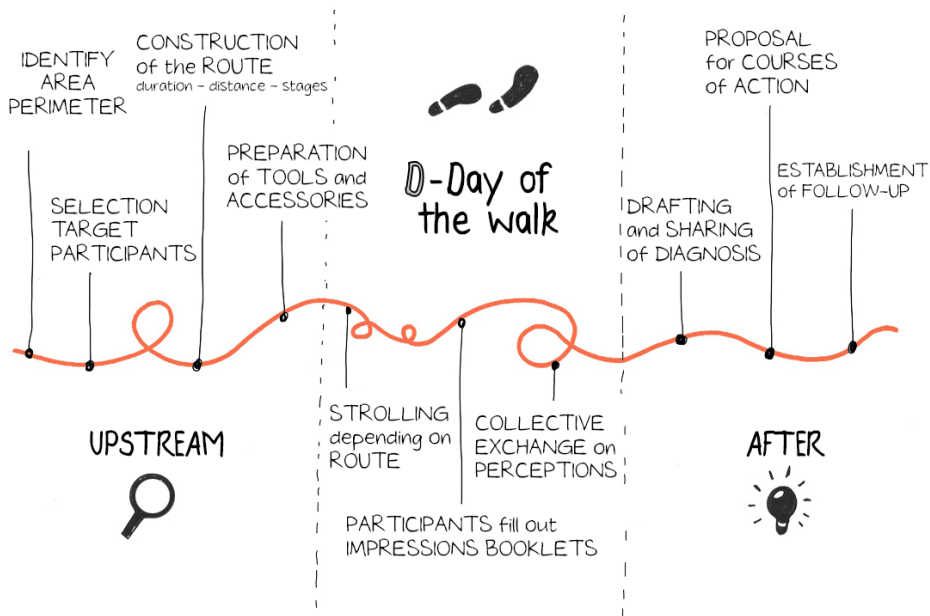 IDENTIFY
AREA
PERIMETER
SELECTION
TARGET
PARTICIPANTS
CONSTRUCTION
of the ROUTE
duration – distance – stages
PREPARATION
of TOOLS and
ACCESSORIES
UPSTREAM
D-Day of
the walk
STROLLING
depending on
ROUTE
PARTICIPANTS fill out
IMPRESSIONS BOOKLETS
COLLECTIVE
EXCHANGE on
PERCEPTIONS
DRAFTING
and SHARING
of DIAGNOSIS
PROPOSAL
for COURSES
of ACTION
ESTABLISHMENT
of FOLLOW-UP
AFTER